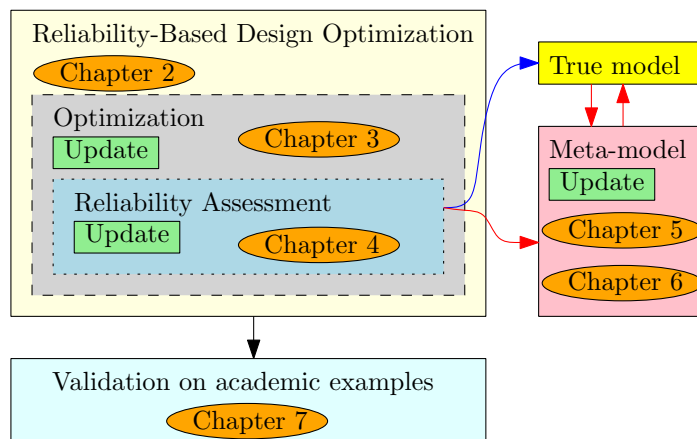 Reliability-Based Design Optimization
Chapter 2
Optimization
Update
Chapter 3
Reliability Assessment
Update
Chapter 4
True model
Meta-model
Update
Chapter 5
Chapter 6
Validation on academic examples
Chapter 7